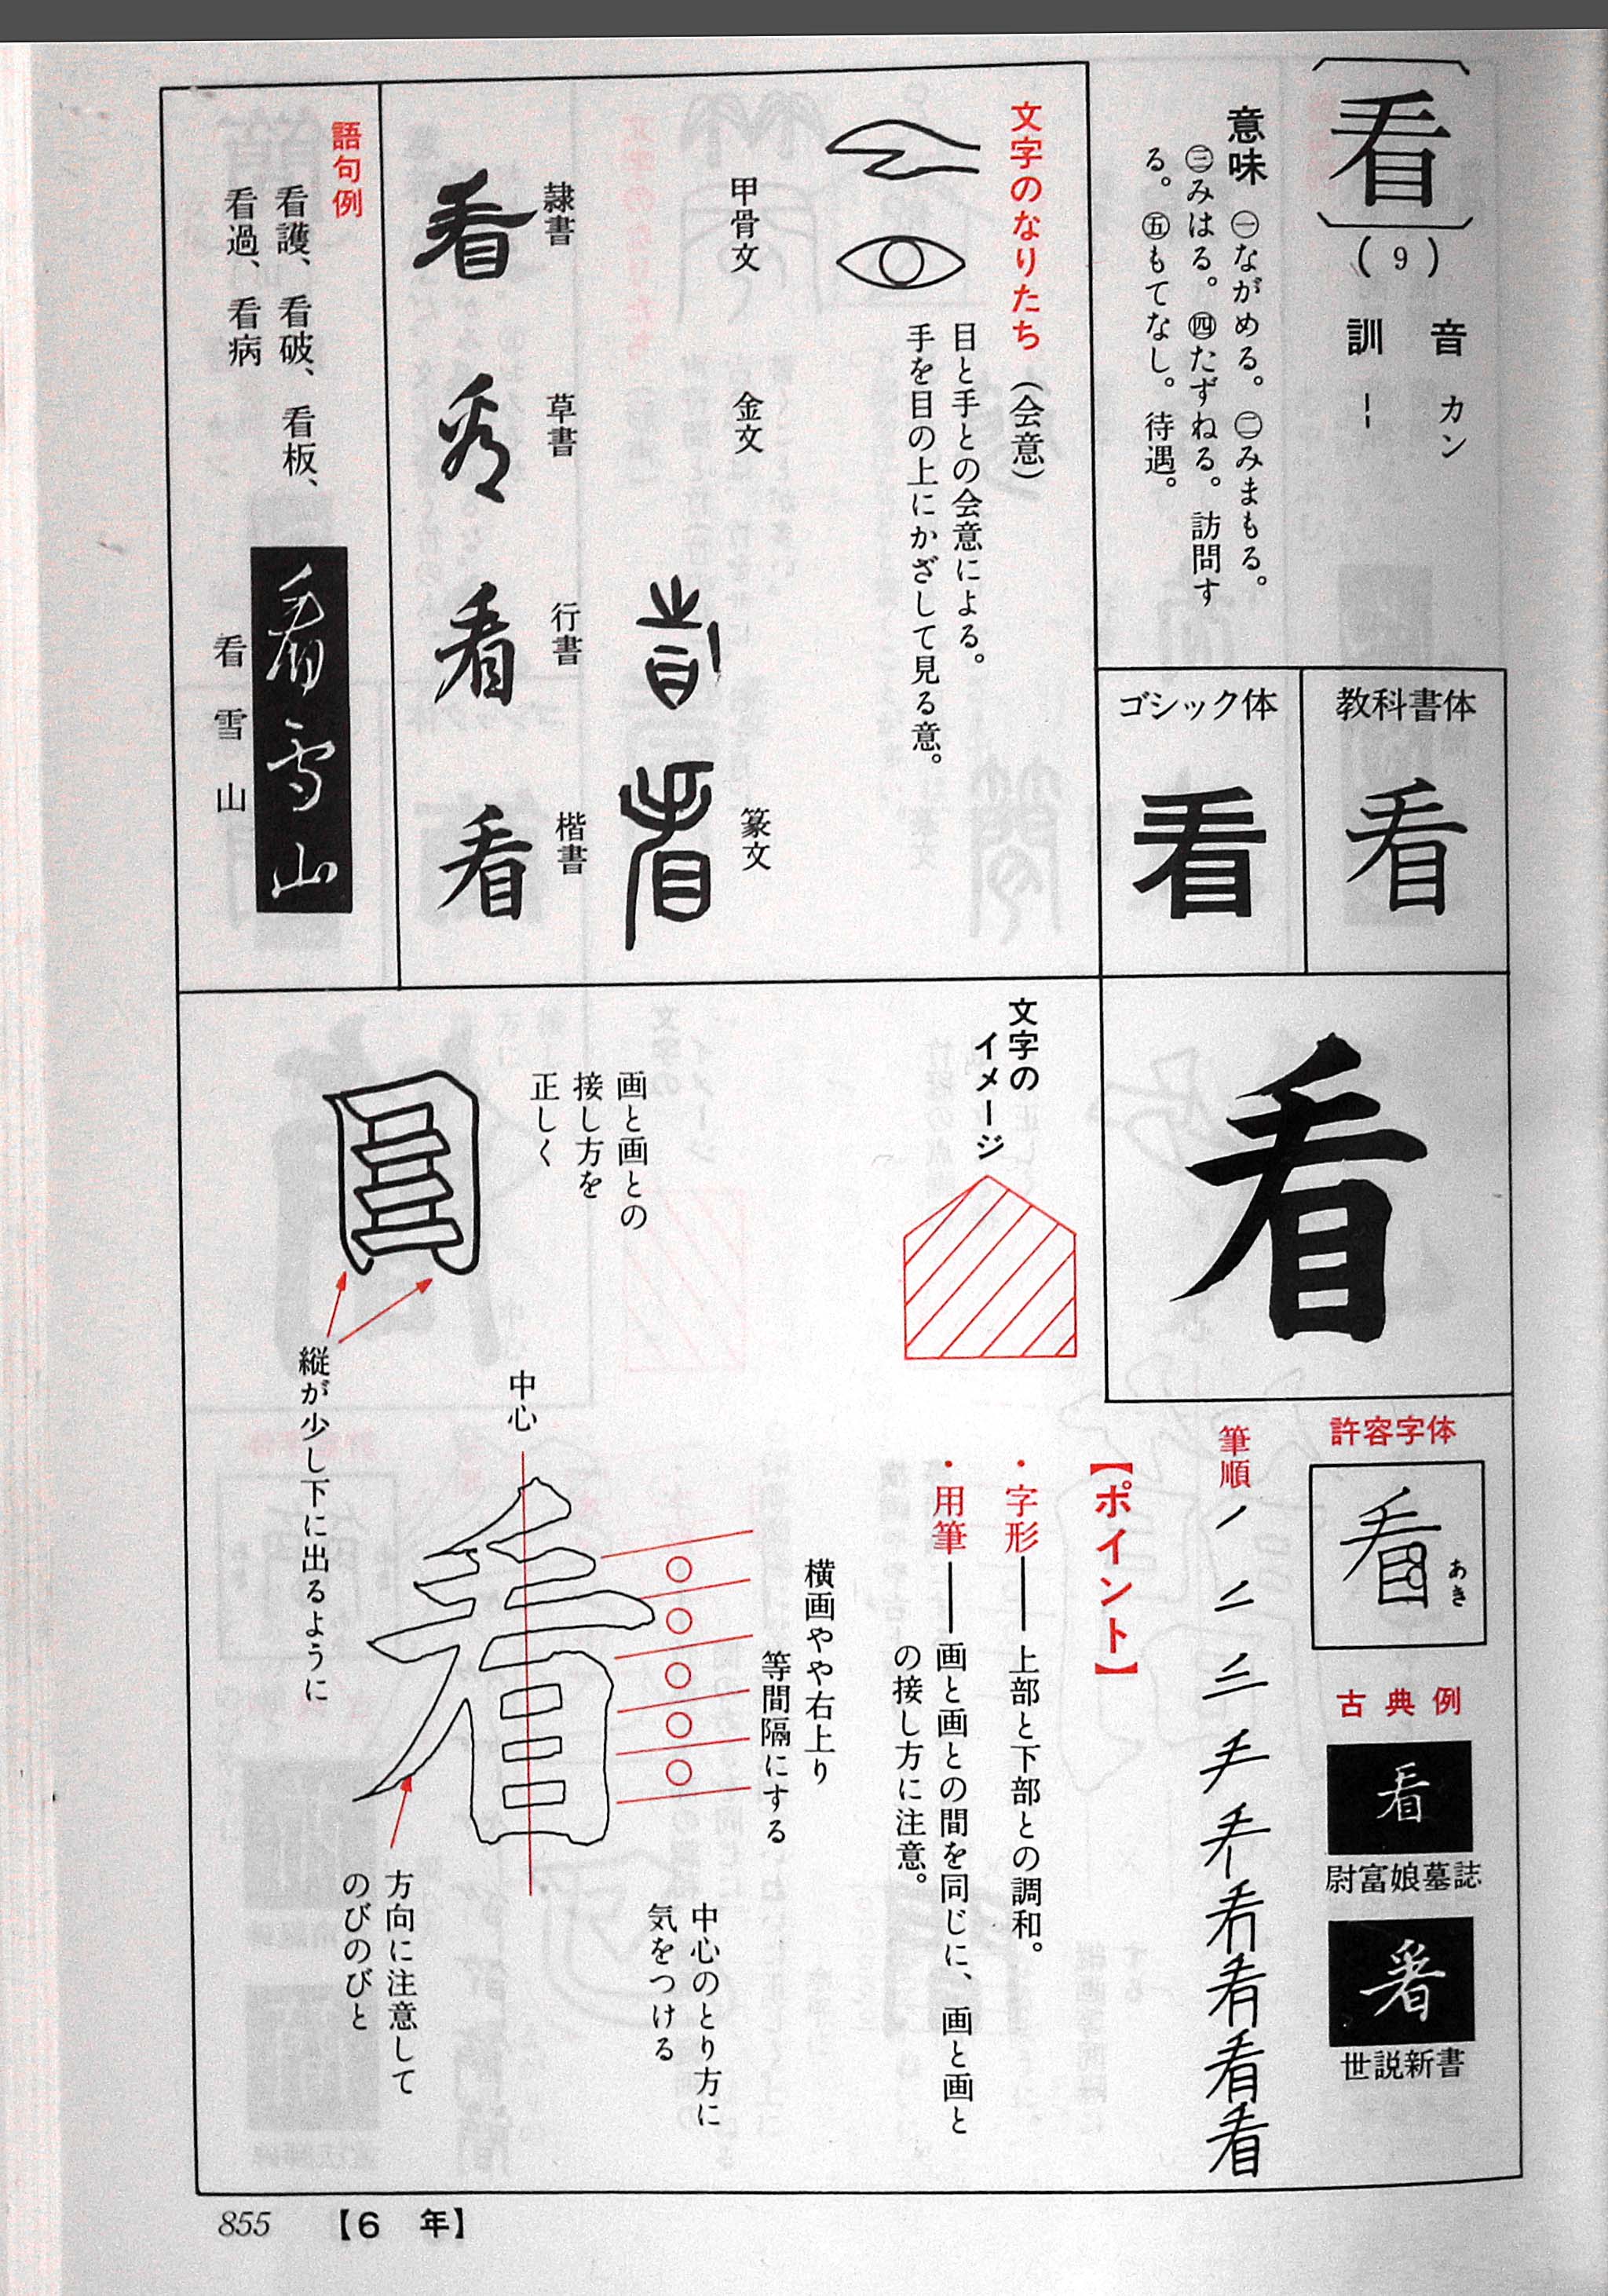 看
(9)
音 カン
訓 ―
意味 ㊀ながめる。㊁みまもる。
㊂みはる。㊃たずねる。訪問す
る。㊄もてなし。待遇。
教科書体
看
ゴシック体
看
文字のなりたち（会意）
目と手との会意による。
手を目の上にかざして見る意。
甲骨文
金文
篆文
看
看
隷書
看
草書
看
行書
看
楷書
看
語句例
看護、看破、看板、
看過、看病
看雪山
看雪山
看
許容字体
看
あき
古典例
看
尉富娘墓誌
看
世説新書
筆順
看
【ポイント】
・字形――上部と下部との調和。
・用筆――画と画との間を同じに、画と画と
の接し方に注意。
文字の
イメージ
画と画との
接し方を
正しく
縦が少し下に出るように
中心
看
横画やや右上り
等間隔にする
中心のとり方に
気をつける
方向に注意して
のびのびと
855 【6 年】